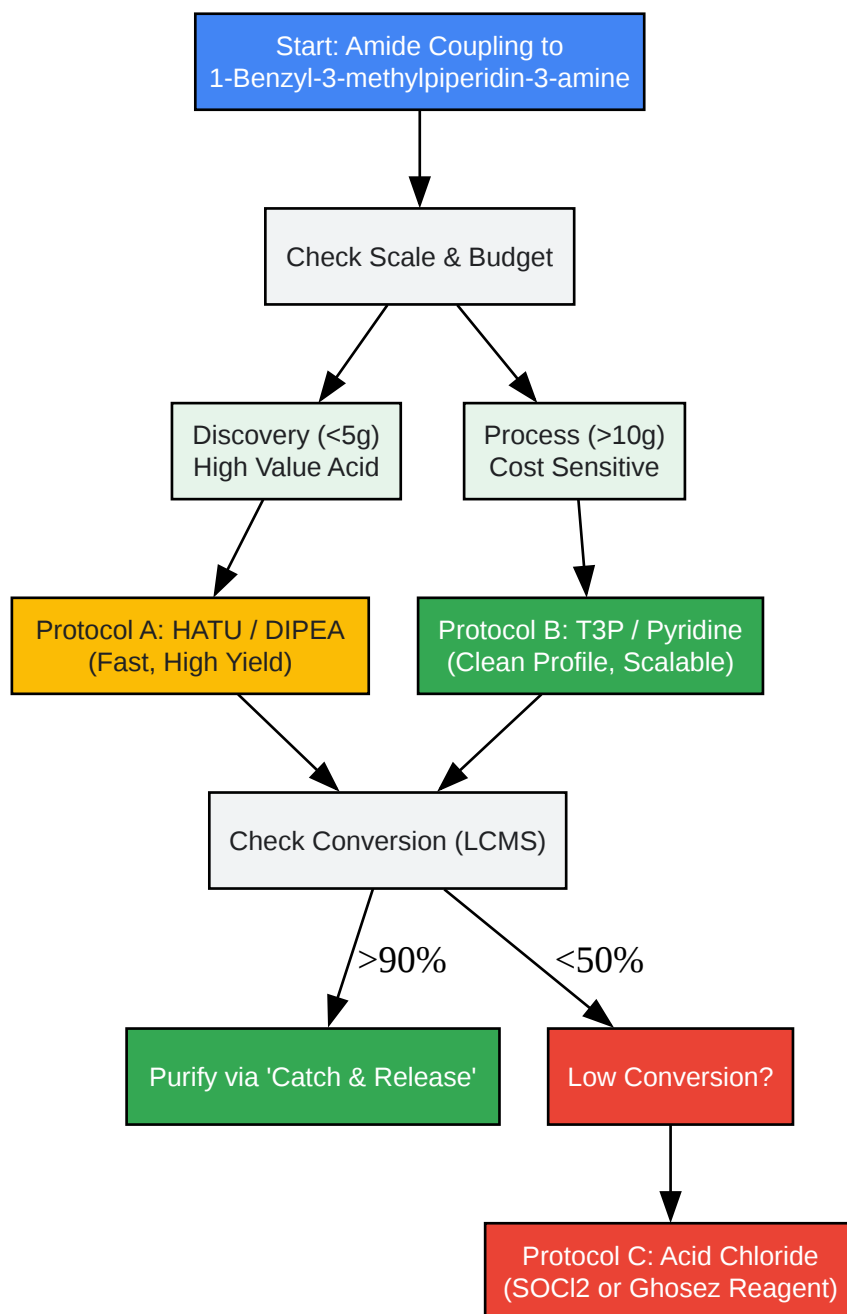 Start: Amide Coupling to
1-Benzyl-3-methylpiperidin-3-amine
Check Scale & Budget
Discovery (<5g)
High Value Acid
Process (>10g)
Cost Sensitive
Protocol A: HATU / DIPEA
(Fast, High Yield)
Protocol B: T3P / Pyridine
(Clean Profile, Scalable)
Check Conversion (LCMS)
>90%
<50%
Purify via 'Catch & Release'
Low Conversion?
Protocol C: Acid Chloride
(SOCl2 or Ghosez Reagent)